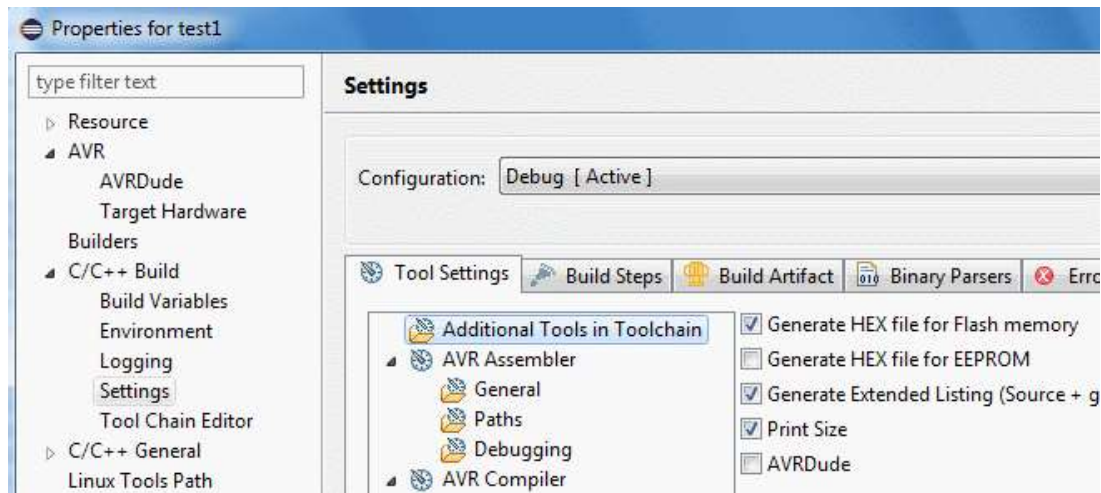 Properties for test1
type filter text
Resource
AVR
AVRDude
Target Hardware
Builders
C/C++ Build
Build Variables
Environment
Logging
Settings
Tool Chain Editor
C/C++ General
Linux Tools Path
Settings
Configuration: Debug [ Active ]
Tool Settings Build Steps Build Artifact Binary Parsers Erro
Additional Tools in Toolchain
AVR Assembler
General
Paths
Debugging
AVR Compiler
Generate HEX file for Flash memory
Generate HEX file for EEPROM
Generate Extended Listing (Source + g
Print Size
AVRDude